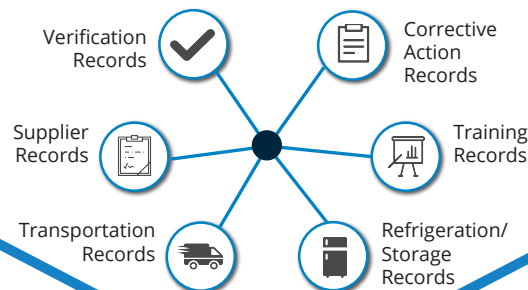 Verification
Records
Corrective
Action
Records
Supplier
Records
Training
Records
Transportation
Records
Refrigeration/
Storage
Records